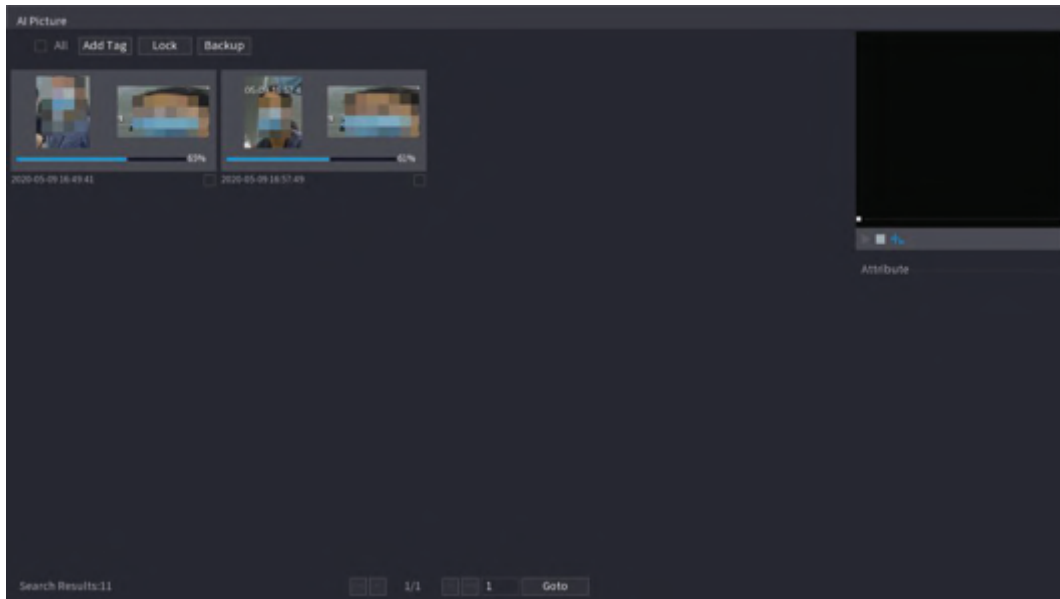 AI Picture
All Add Tag Lock Backup
61%
2020-05-09 16:49:41 2020-05-09 16:57:49
Attribute
Search Results:11 1/1 1 Goto